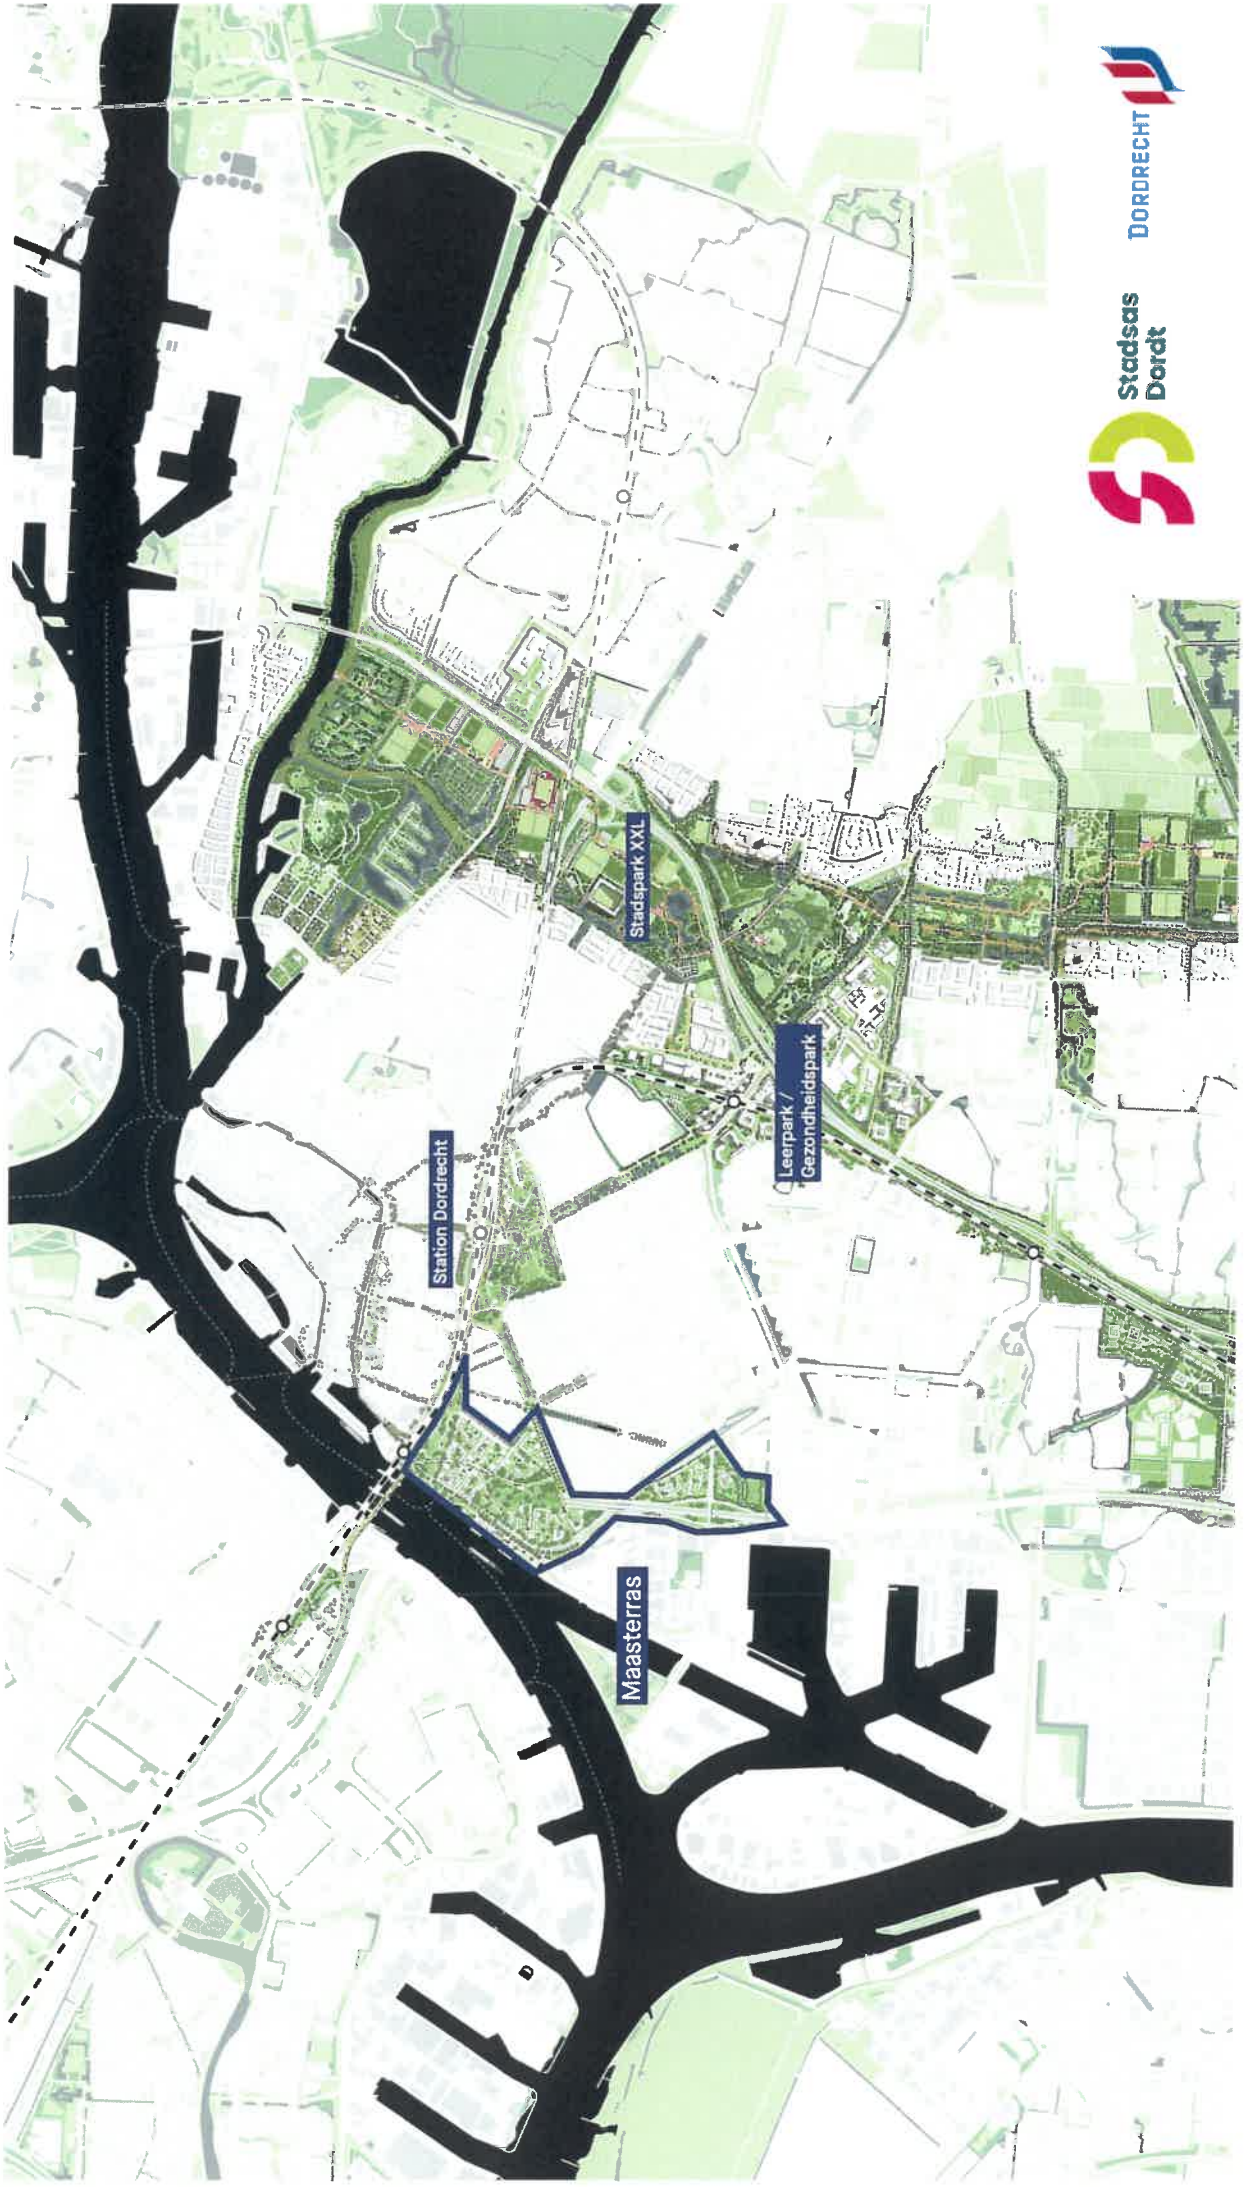 Maasterras
Station Dordrecht
Leerpark /
Gezondheidspark
Stadspark XXL
Stadsas
Dordt
DORDRECHT